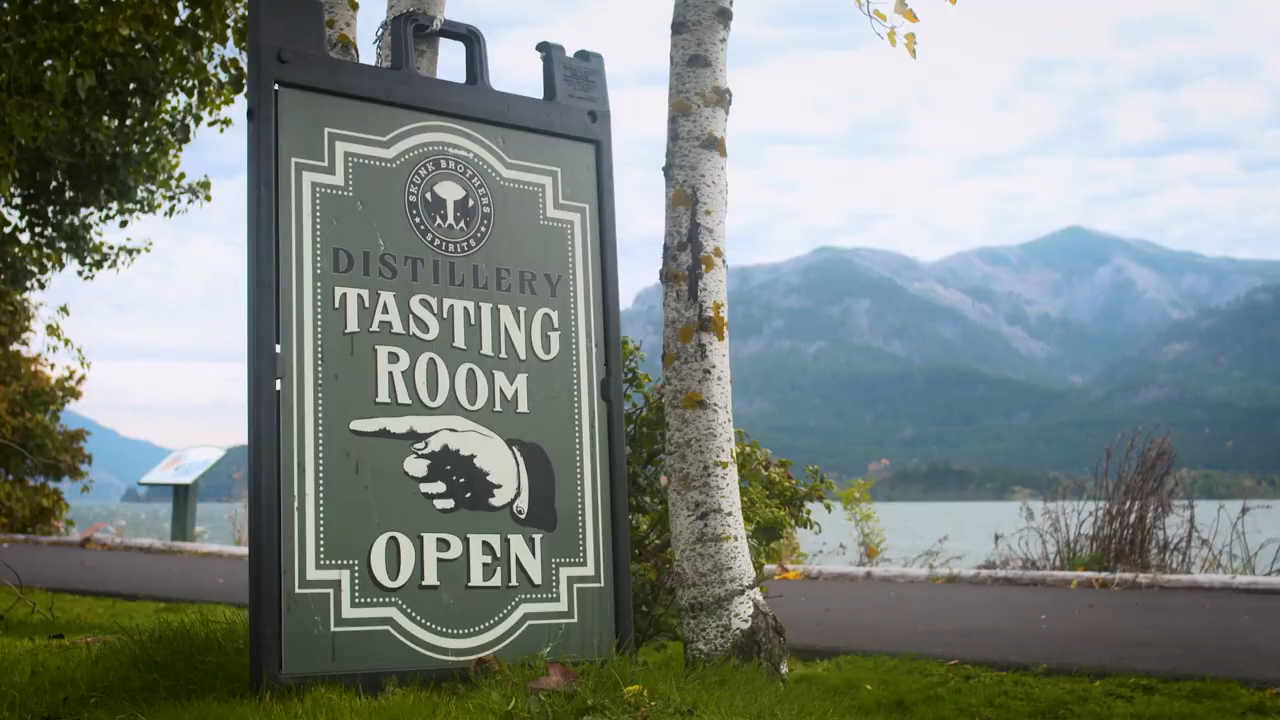 SKUNK BROTHERS
SPIRITS
DISTILLERY
TASTING
ROOM
OPEN